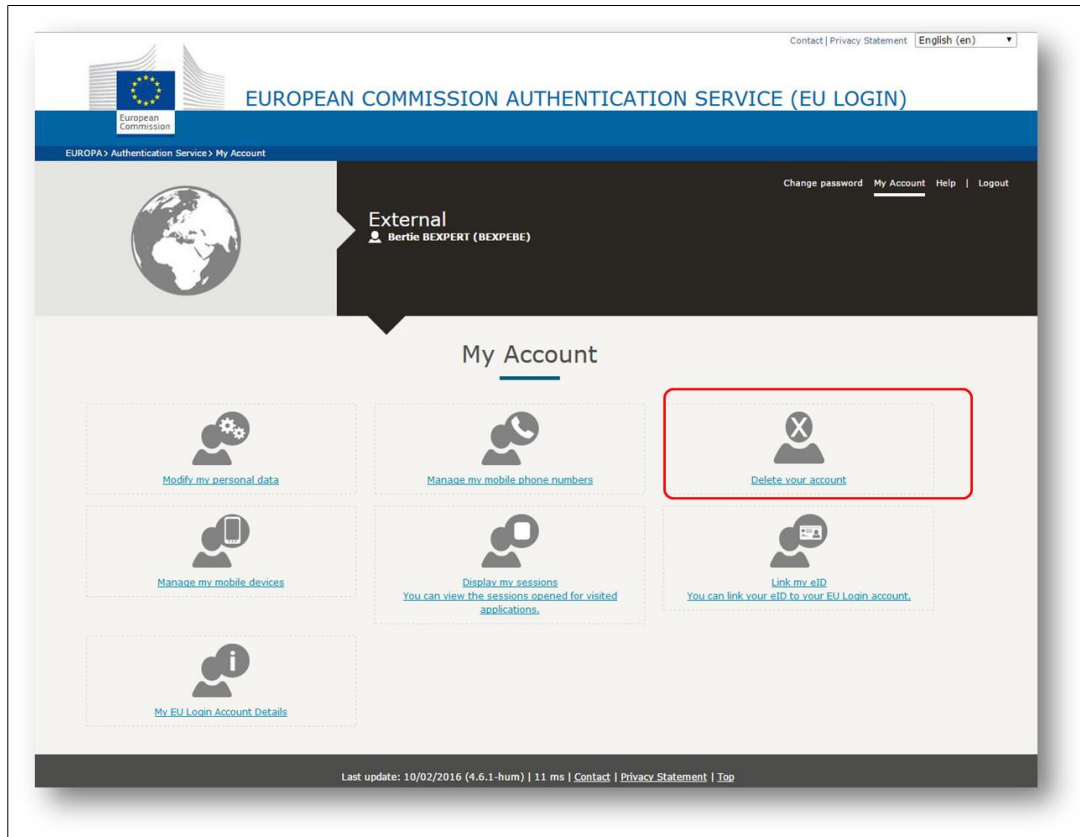 Contact | Privacy Statement English (en)
EUROPEAN COMMISSION AUTHENTICATION SERVICE (EU LOGIN)
European
Commission
EUROPA > Authentication Service > My Account
Change password My Account Help | Logout
External
Bertie BEXPERT (BEXPEBE)
My Account
Modify my personal data
Manage my mobile phone numbers
X
Delete your account
Manage my mobile devices
Display my sessions
You can view the sessions opened for visited
applications.
Link my eID
You can link your eID to your EU Login account.
i
My EU Login Account Details
Last update: 10/02/2016 (4.6.1-hum) | 11 ms | Contact | Privacy Statement | Top